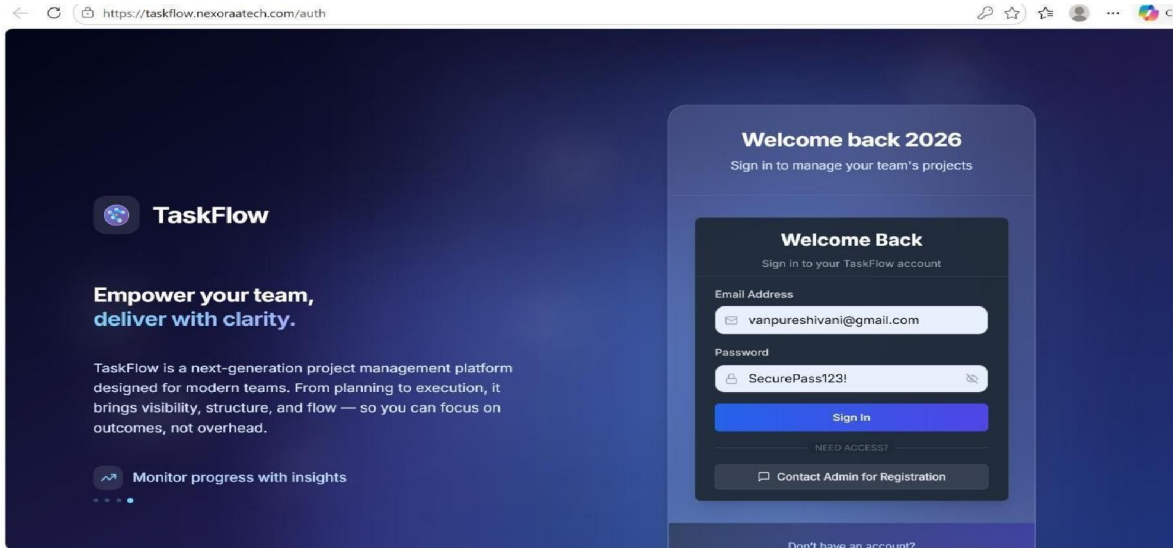 https://taskflow.nexoraatech.com/auth
TaskFlow
Empower your team,
deliver with clarity.
TaskFlow is a next-generation project management platform
designed for modern teams. From planning to execution, it
brings visibility, structure, and flow — so you can focus on
outcomes, not overhead.
Monitor progress with insights
Welcome back 2026
Sign in to manage your team's projects
Welcome Back
Sign in to your TaskFlow account
Email Address
vanpureshivani@gmail.com
Password
SecurePass123!
Sign In
NEED ACCESS?
Contact Admin for Registration
Don't have an account?